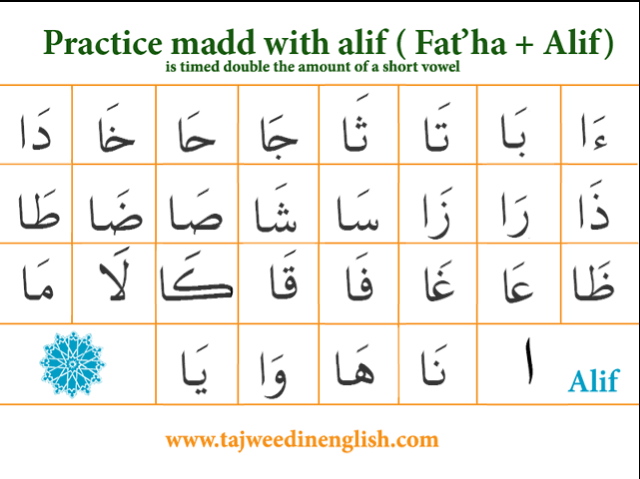 Practice madd with alif ( Fat’ha + Alif )
is timed double the amount of a short vowel
ءَا بَا تَا ثَا جَا حَا خَا دَا
ذَا رَا زَا سَا شَا صَا ضَا طَا
ظَا عَا غَا فَا قَا كَا لَا مَا
Alif ا نَا هَا وَا يَا
www.tajweedinenglish.com